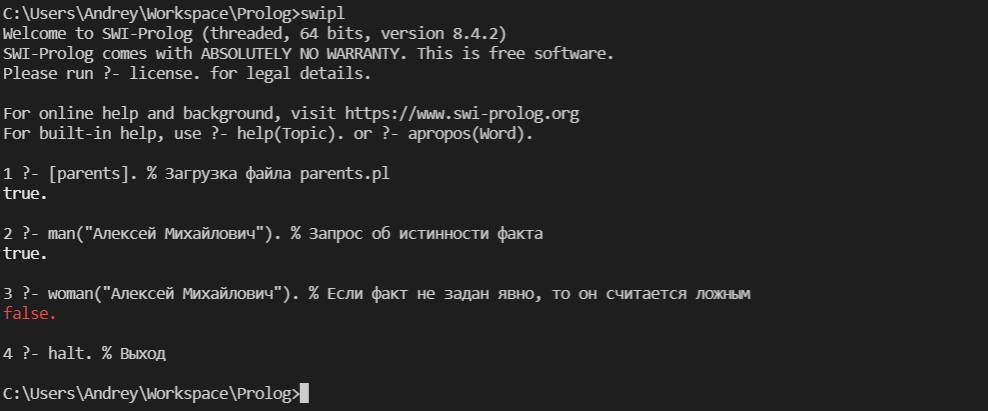 C:\Users\Andrey\Workspace\Prolog>swipl
Welcome to SWI-Prolog (threaded, 64 bits, version 8.4.2)
SWI-Prolog comes with ABSOLUTELY NO WARRANTY. This is free software.
Please run ?- license. for legal details.
For online help and background, visit https://www.swi-prolog.org
For built-in help, use ?- help(Topic). or ?- apropos(Word).
1 ?- [parents]. % Загрузка файла parents.pl
true.
2 ?- man("Алексей Михайлович"). % Запрос об истинности факта
true.
3 ?- woman("Алексей Михайлович"). % Если факт не задан явно, то он считается ложным
false.
4 ?- halt. % Выход
C:\Users\Andrey\Workspace\Prolog>